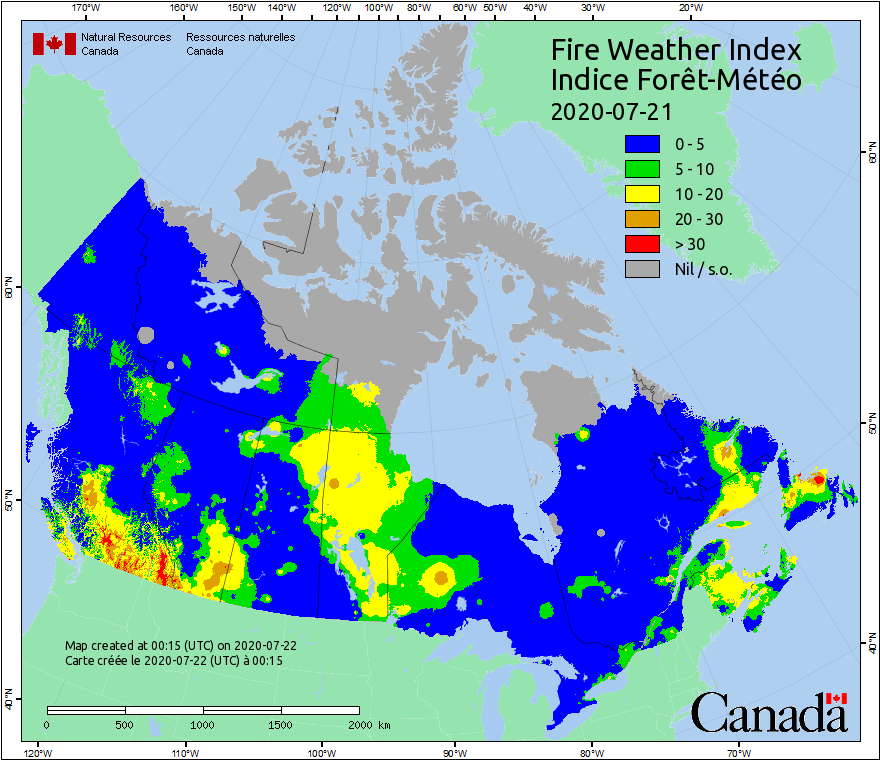 170°W 160°W 150°W 140°W 120°W 100°W 80°W 60°W 50°W 40°W 30°W 20°W
Natural Resources Ressources naturelles
Canada Canada
Fire Weather Index
Indice Forêt-Météo
2020-07-21
0 - 5
5 - 10
10 - 20
20 - 30
> 30
Nil / s.o.
60°N
60°N
50°N
50°N
40°N
40°N
Map created at 00:15 (UTC) on 2020-07-22
Carte créée le 2020-07-22 (UTC) à 00:15
0 500 1000 1500 2000 km
Canada
120°W 110°W 100°W 90°W 80°W 70°W